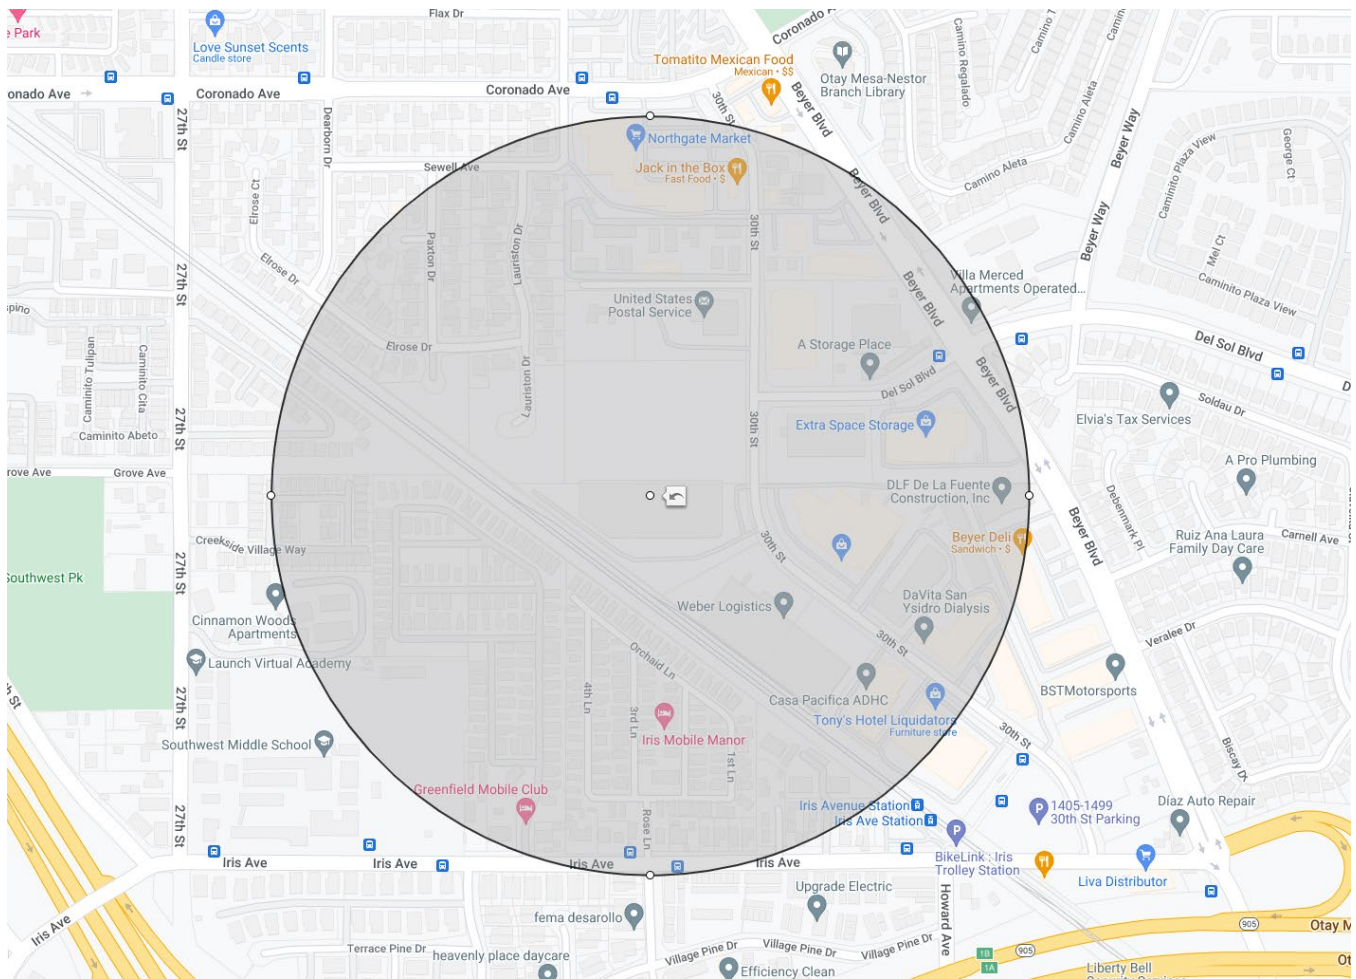 Flax Dr
e Park
Love Sunset Scents
Candle store
Coronado A
Tomatito Mexican Food
Mexican • $$
Otay Mesa-Nestor
Branch Library
Camino Regalado
Camino T
Camin
Camino Aleta
onado Ave
Coronado Ave
Coronado Ave
30th St
Beyer Blvd
27th St
Dearborn Dr
Northgate Market
Jack in the Box
Fast Food • $
Sewell Ave
Camino Aleta
Beyer Way
Caminito Plaza View
George Ct
Elrose Ct
Paxton Dr
Lauriston Dr
30th St
Beyer Blvd
Beyer Way
Mel Ct
Elrose Dr
27th St
United States
Postal Service
Beyer Blvd
Villa Merced
Apartments Operated...
Caminito Plaza View
spino
Caminito Tulipan
Caminito Cita
Elrose Dr
Lauriston Dr
A Storage Place
Del Sol Blvd
Beyer Blvd
Del Sol Blvd
D
Soldau Dr
Caminito Abeto
27th St
30th St
Extra Space Storage
Elvia's Tax Services
rove Ave
Grove Ave
A Pro Plumbing
DLF De La Fuente
Construction, Inc
Beyer Blvd
Debenmark Pl
Creekside Village Way
30th St
Beyer Deli
Sandwich • $
Ruiz Ana Laura
Family Day Care
Carnell Ave
Southwest Pk
27th St
Cinnamon Woods
Apartments
Weber Logistics
DaVita San
Ysidro Dialysis
Veralee Dr
Launch Virtual Academy
Orchaid Ln
30th St
BSTMotorsports
th St
27th St
4th Ln
3rd Ln
1st Ln
Casa Pacifica ADHC
Tony's Hotel Liquidators
Furniture store
Iris Mobile Manor
Southwest Middle School
30th St
Biscay Dr
Greenfield Mobile Club
Iris Avenue Station
Iris Ave Station
1405-1499
30th St Parking
Díaz Auto Repair
27th St
Rose Ln
Iris Ave
Iris Ave
Iris Ave
Iris Ave
BikeLink : Iris
Trolley Station
Liva Distributor
Upgrade Electric
Howard Ave
Iris Ave
fema desarollo
905
Otay M
Terrace Pine Dr
heavenly place daycare
Village Pine Dr
Village Pine Dr
Village Pine Dr
1B
1A
905
Efficiency Clean
Liberty Bell
Ot